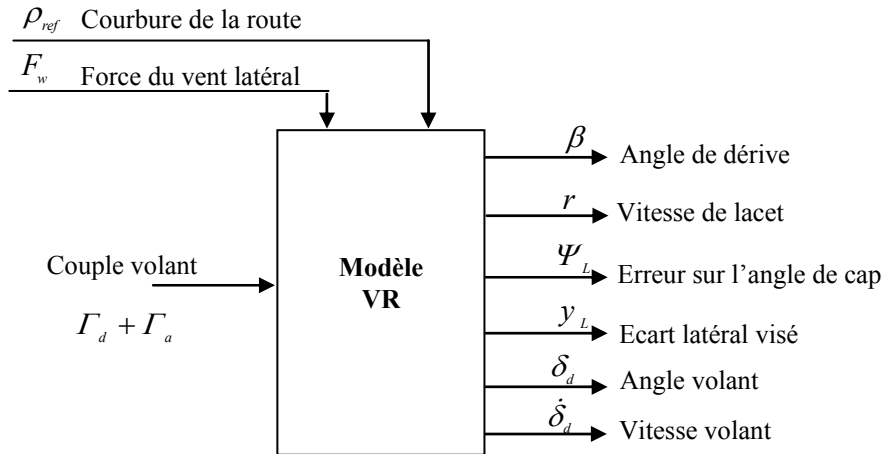 ρ_ref Courbure de la route
F_w Force du vent latéral
β Angle de dérive
r Vitesse de lacet
Couple volant
Γ_d + Γ_a
Modèle
VR
Ψ_L Erreur sur l’angle de cap
y_L Ecart latéral visé
δ_d Angle volant
δ̇_d Vitesse volant